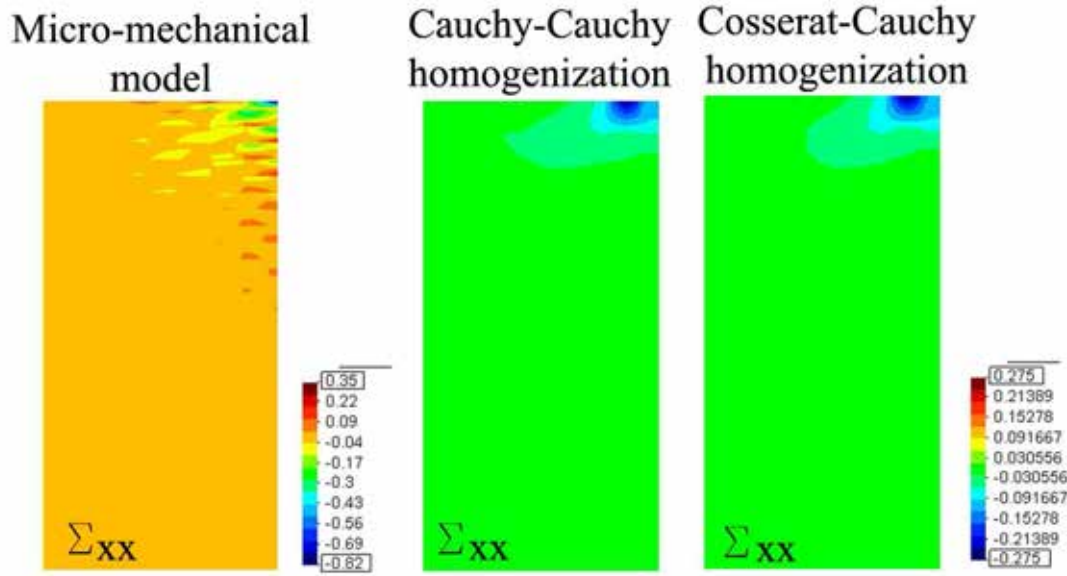 Micro-mechanical
model
Cauchy-Cauchy
homogenization
Cosserat-Cauchy
homogenization
0.35
0.22
0.09
-0.04
-0.17
-0.3
-0.43
-0.56
-0.69
-0.82
0.275
0.21389
0.15278
0.091667
0.030556
-0.030556
-0.091667
-0.15278
-0.21389
-0.275
Σxx
Σxx
Σxx